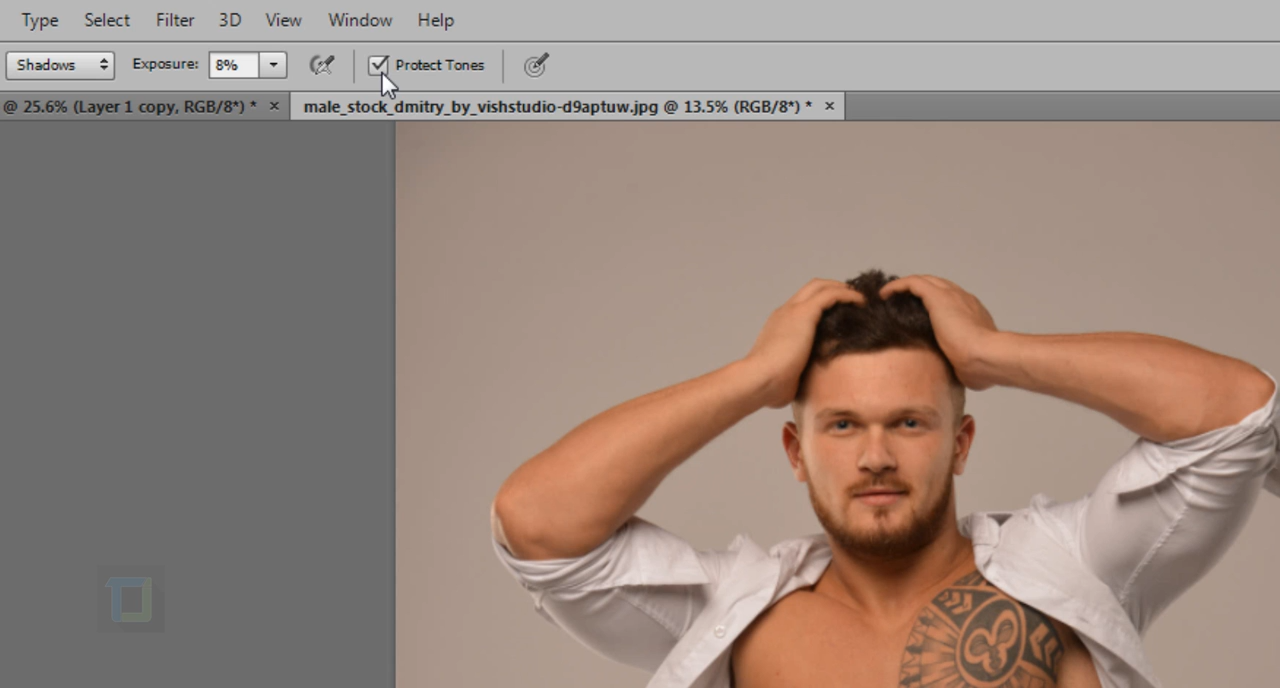 Type Select Filter 3D View Window Help
Shadows Exposure: 8% Protect Tones
@ 25.6% (Layer 1 copy, RGB/8*) * × male_stock_dmitry_by_vishstudio-d9aptuw.jpg @ 13.5% (RGB/8*) * ×